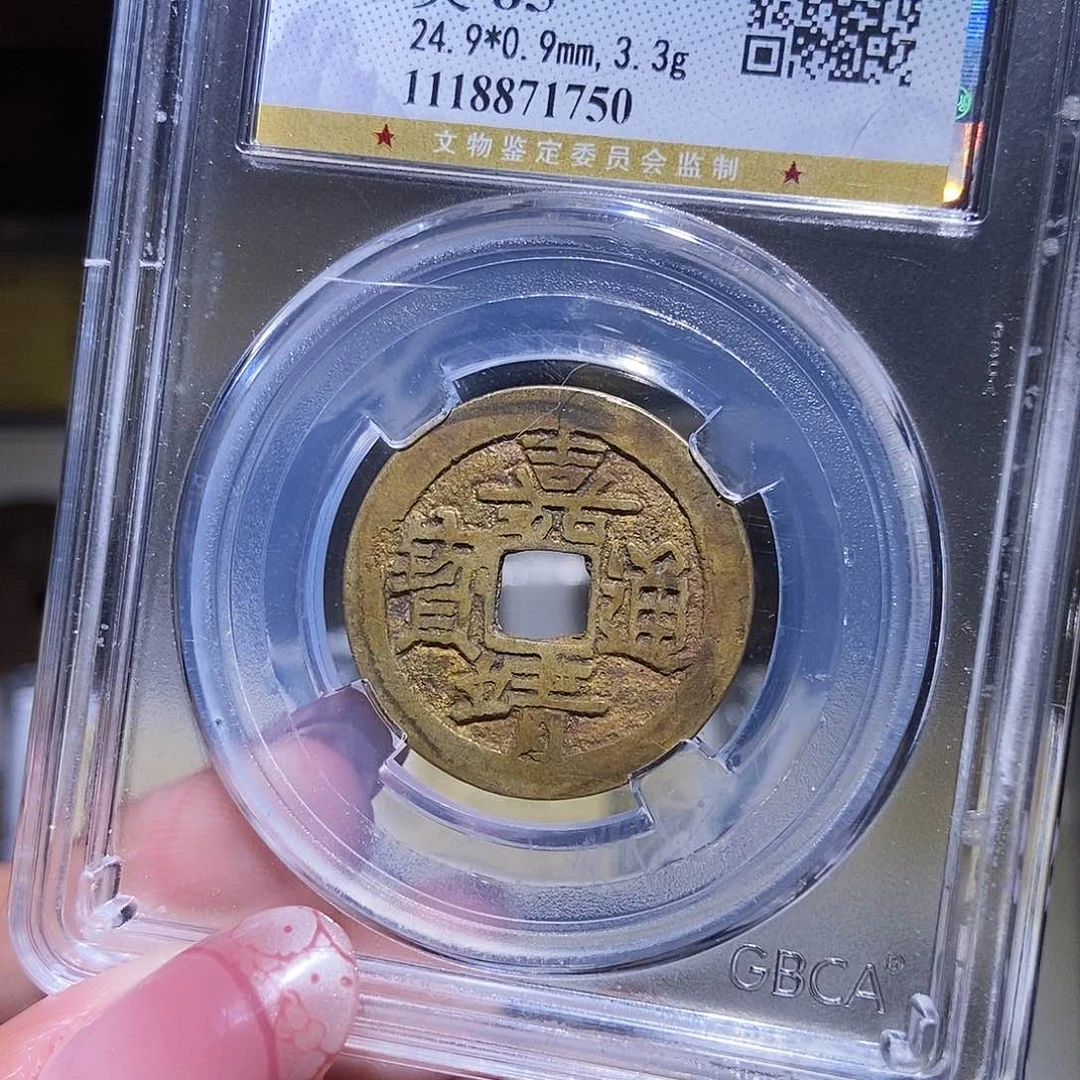 24.9*0.9mm,3.3g
1118871750
文物鉴定委员会监制
嘉
寶 通
GBCA®